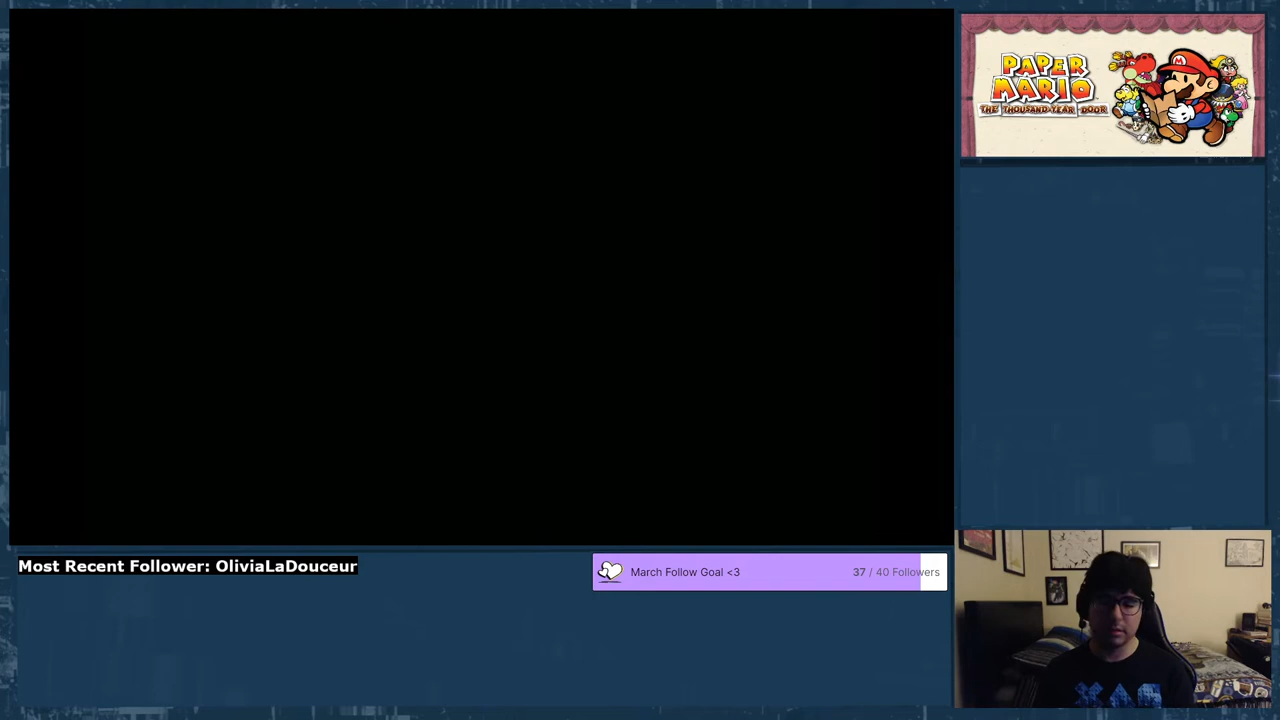 PAPER
MARIO
THE THOUSAND-YEAR DOOR
M
Most Recent Follower: OliviaLaDouceur
March Follow Goal <3
37 / 40 Followers